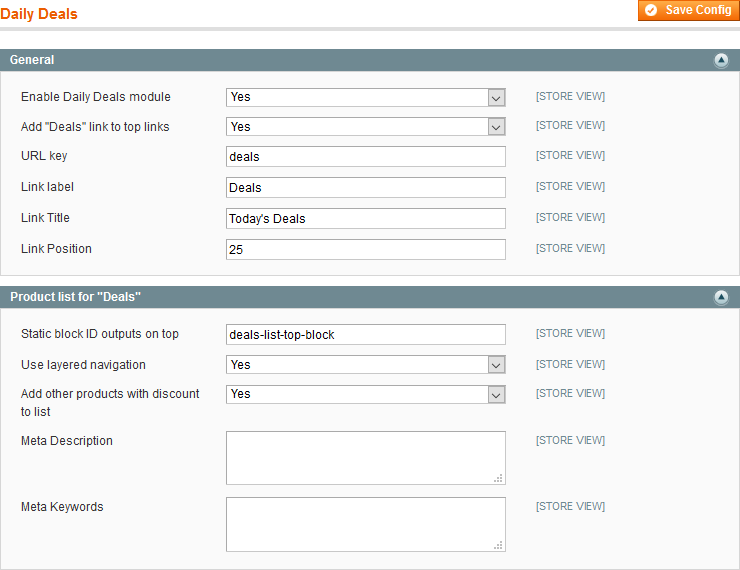 Daily Deals
Save Config
General
Enable Daily Deals module Yes [STORE VIEW]
Add "Deals" link to top links Yes [STORE VIEW]
URL key deals [STORE VIEW]
Link label Deals [STORE VIEW]
Link Title Today's Deals [STORE VIEW]
Link Position 25 [STORE VIEW]
Product list for "Deals"
Static block ID outputs on top deals-list-top-block [STORE VIEW]
Use layered navigation Yes [STORE VIEW]
Add other products with discount Yes [STORE VIEW]
to list
Meta Description [STORE VIEW]
Meta Keywords [STORE VIEW]